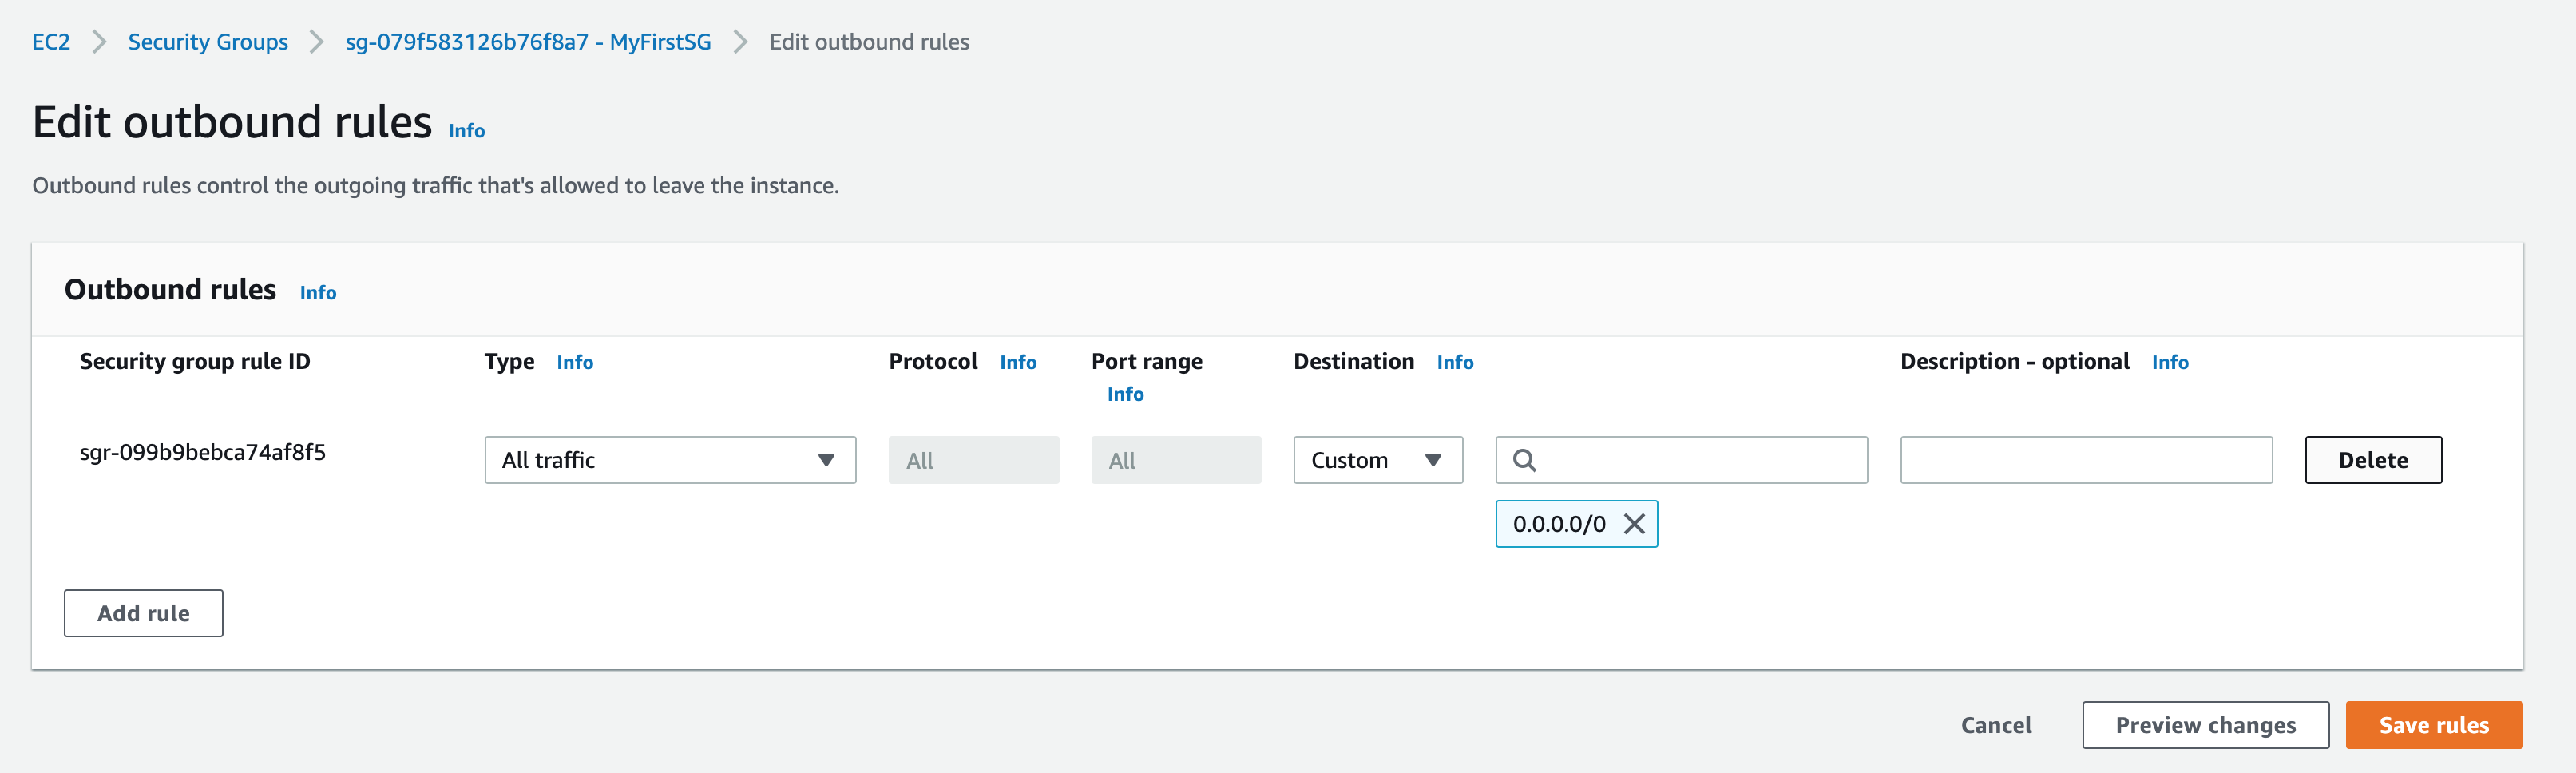 EC2 > Security Groups > sg-079f583126b76f8a7 - MyFirstSG > Edit outbound rules
Edit outbound rules Info
Outbound rules control the outgoing traffic that's allowed to leave the instance.
Outbound rules Info
Security group rule ID Type Info Protocol Info Port range Info Destination Info Description - optional Info
sgr-099b9bebca74af8f5 All traffic All All Custom Delete
0.0.0.0/0
Add rule
Cancel Preview changes Save rules